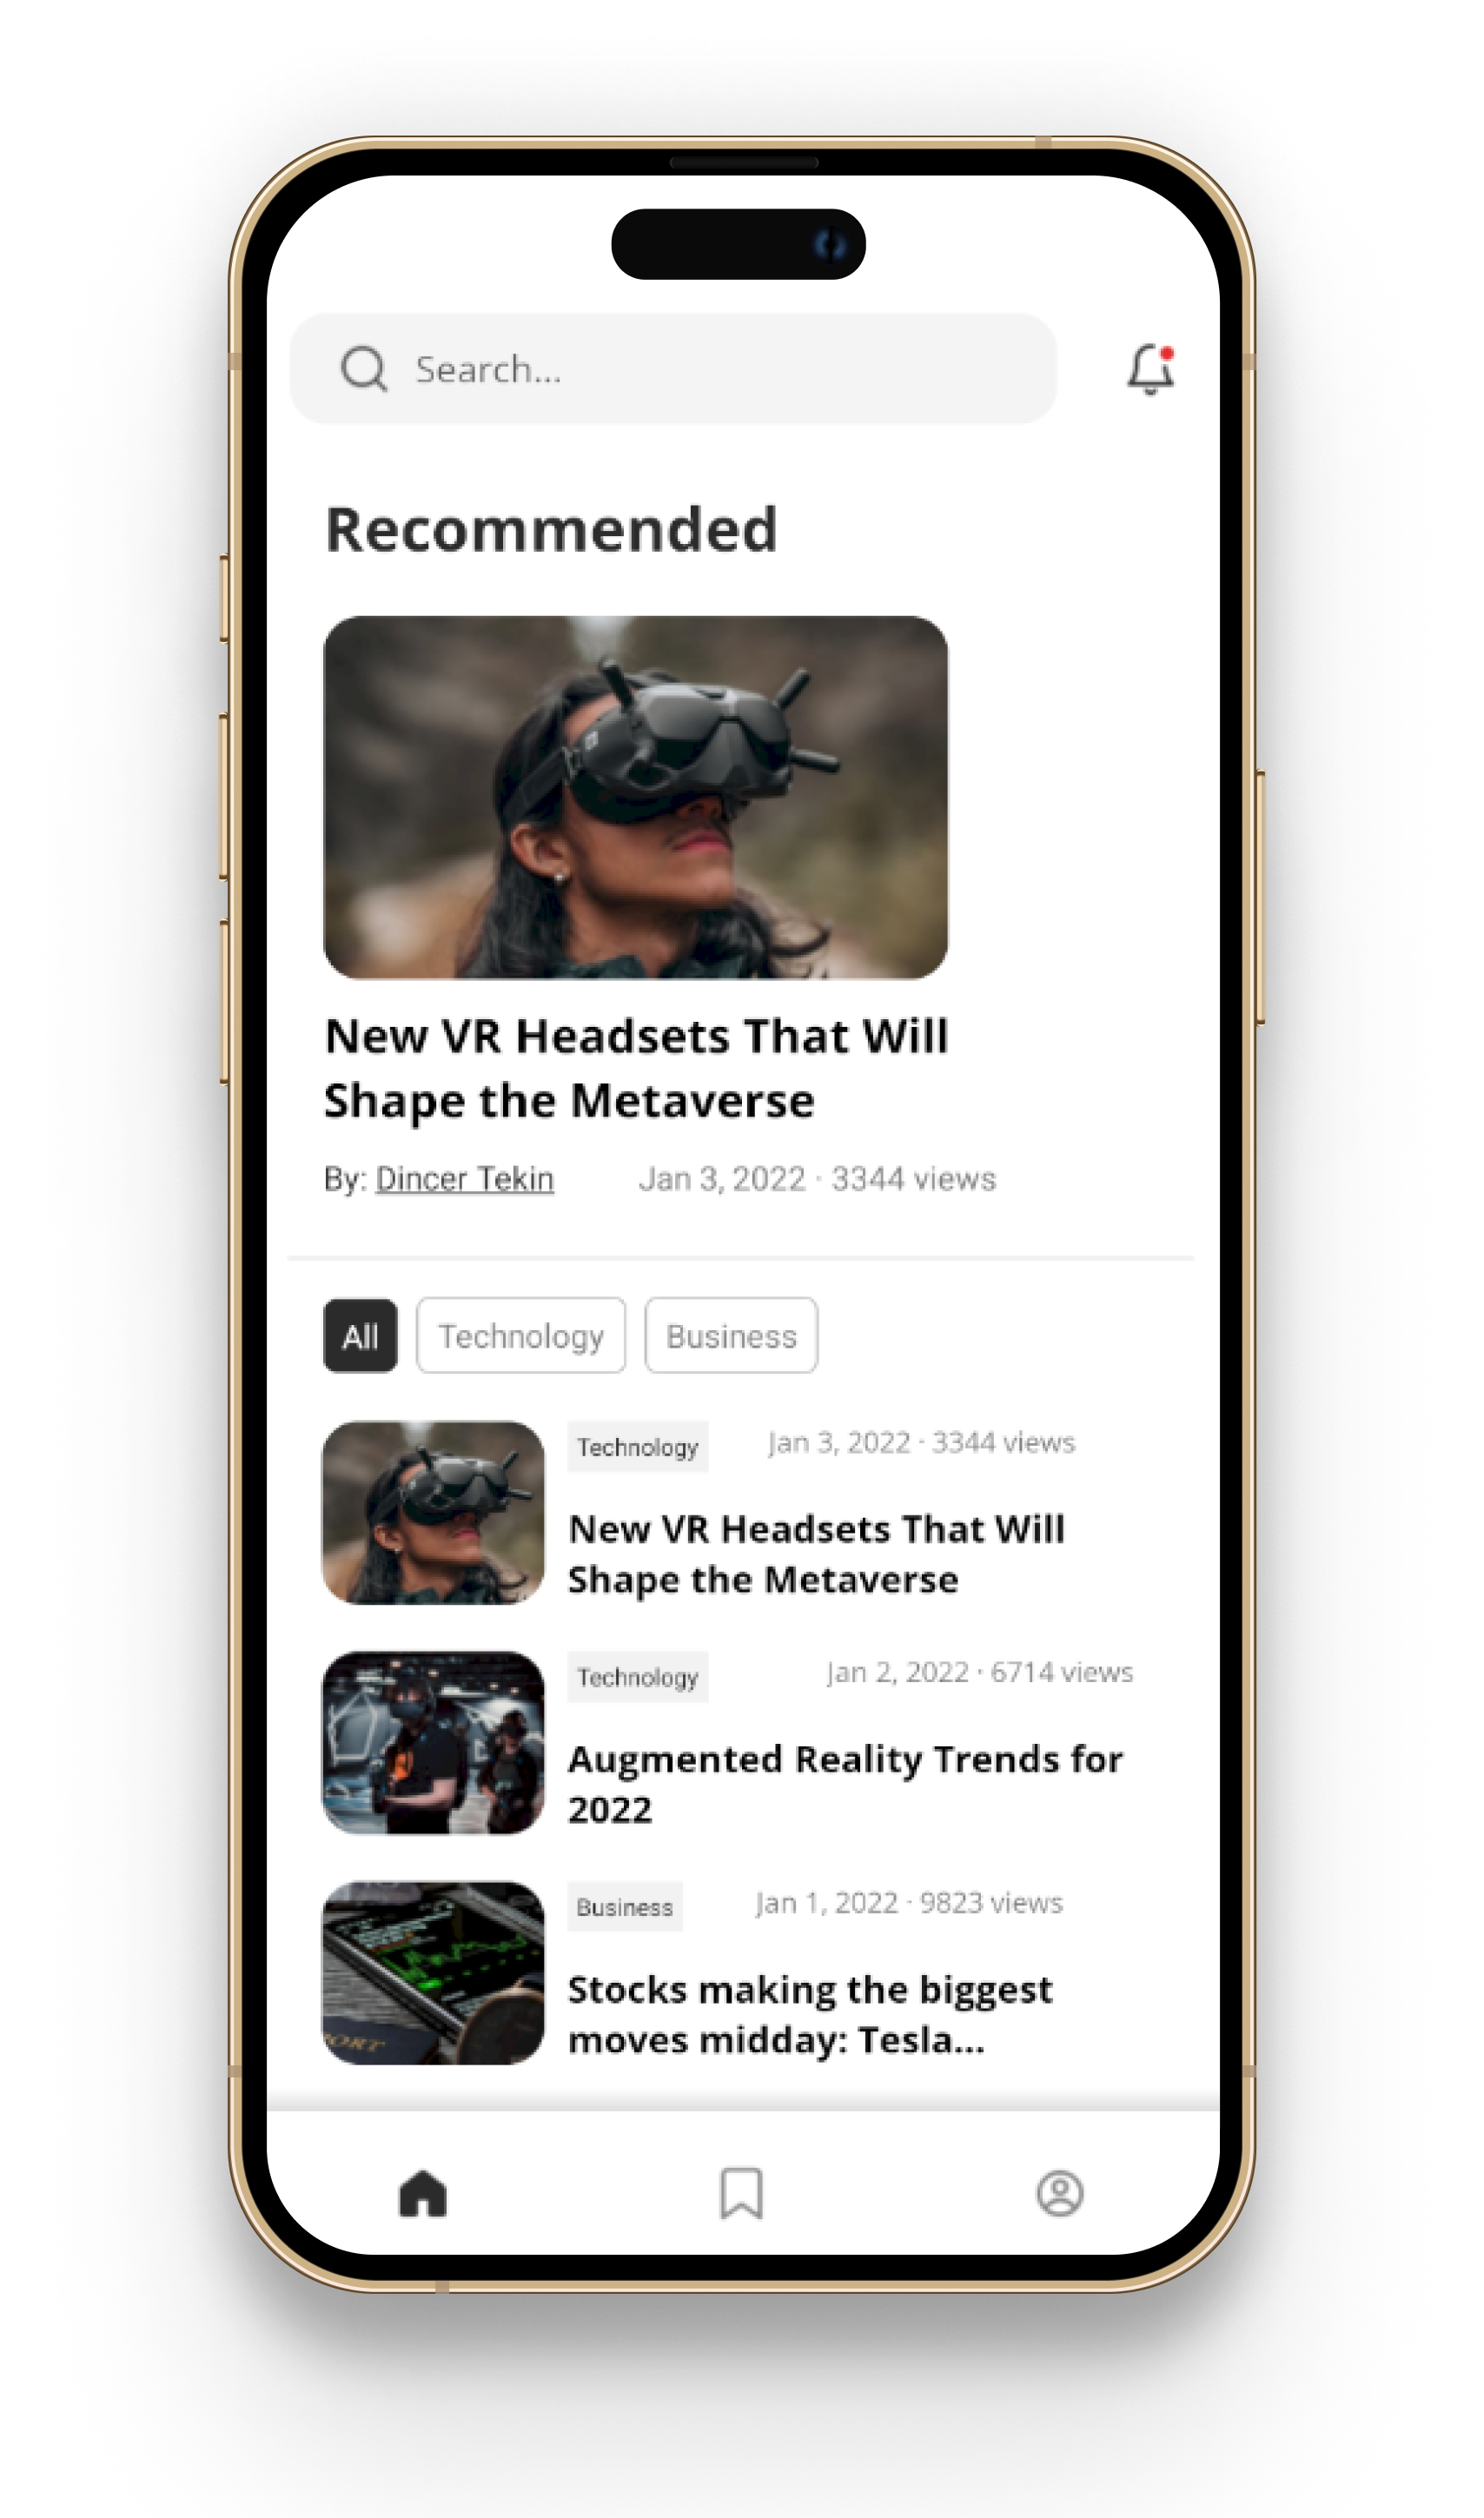 Search...
Recommended
New VR Headsets That Will
Shape the Metaverse
By: Dincer Tekin Jan 3, 2022 · 3344 views
All Technology Business
Technology Jan 3, 2022 · 3344 views
New VR Headsets That Will
Shape the Metaverse
Technology Jan 2, 2022 · 6714 views
Augmented Reality Trends for
2022
Business Jan 1, 2022 · 9823 views
Stocks making the biggest
moves midday: Tesla...
PORT